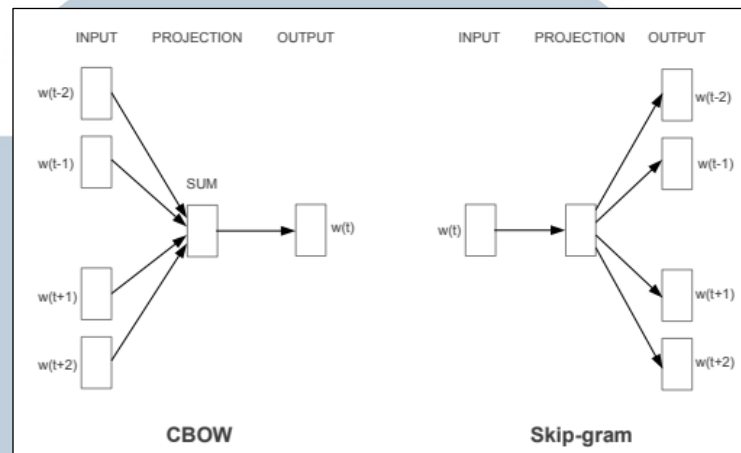 INPUT PROJECTION OUTPUT
w(t-2)
w(t-1)
SUM
w(t)
w(t+1)
w(t+2)
CBOW
INPUT PROJECTION OUTPUT
w(t-2)
w(t-1)
w(t)
w(t+1)
w(t+2)
Skip-gram